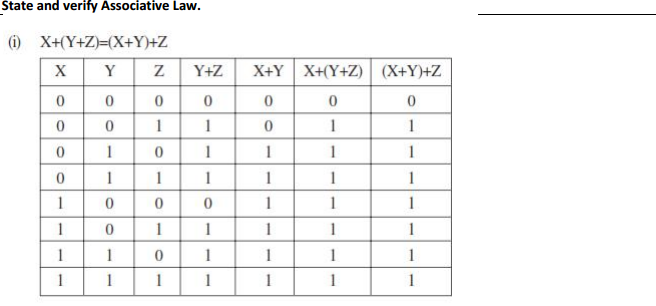 State and verify Associative Law.
(i) X+(Y+Z)=(X+Y)+Z
X Y Z Y+Z X+Y X+(Y+Z) (X+Y)+Z
0 0 0 0 0 0 0
0 0 1 1 0 1 1
0 1 0 1 1 1 1
0 1 1 1 1 1 1
1 0 0 0 1 1 1
1 0 1 1 1 1 1
1 1 0 1 1 1 1
1 1 1 1 1 1 1